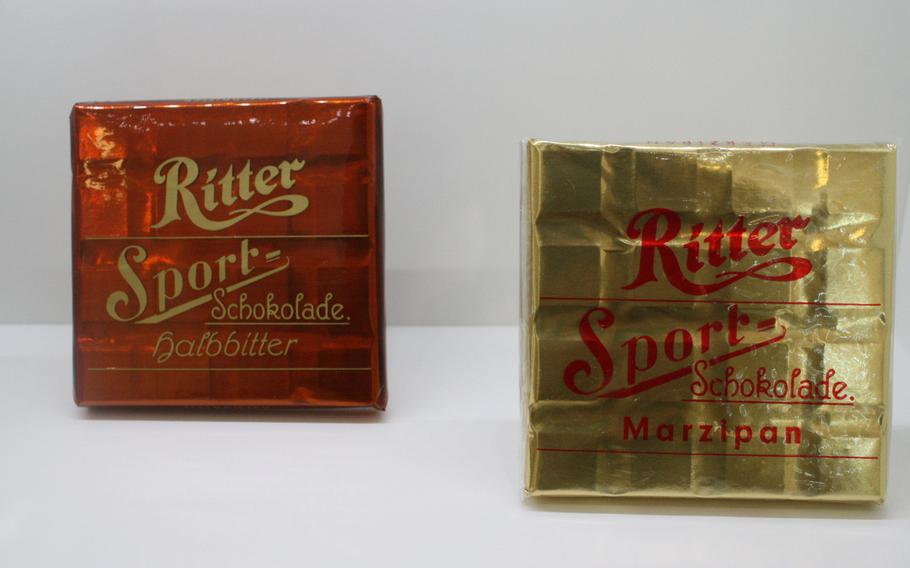 Ritter
Sport-
Schokolade.
Halbbitter
Ritter
Sport-
Schokolade.
Marzipan